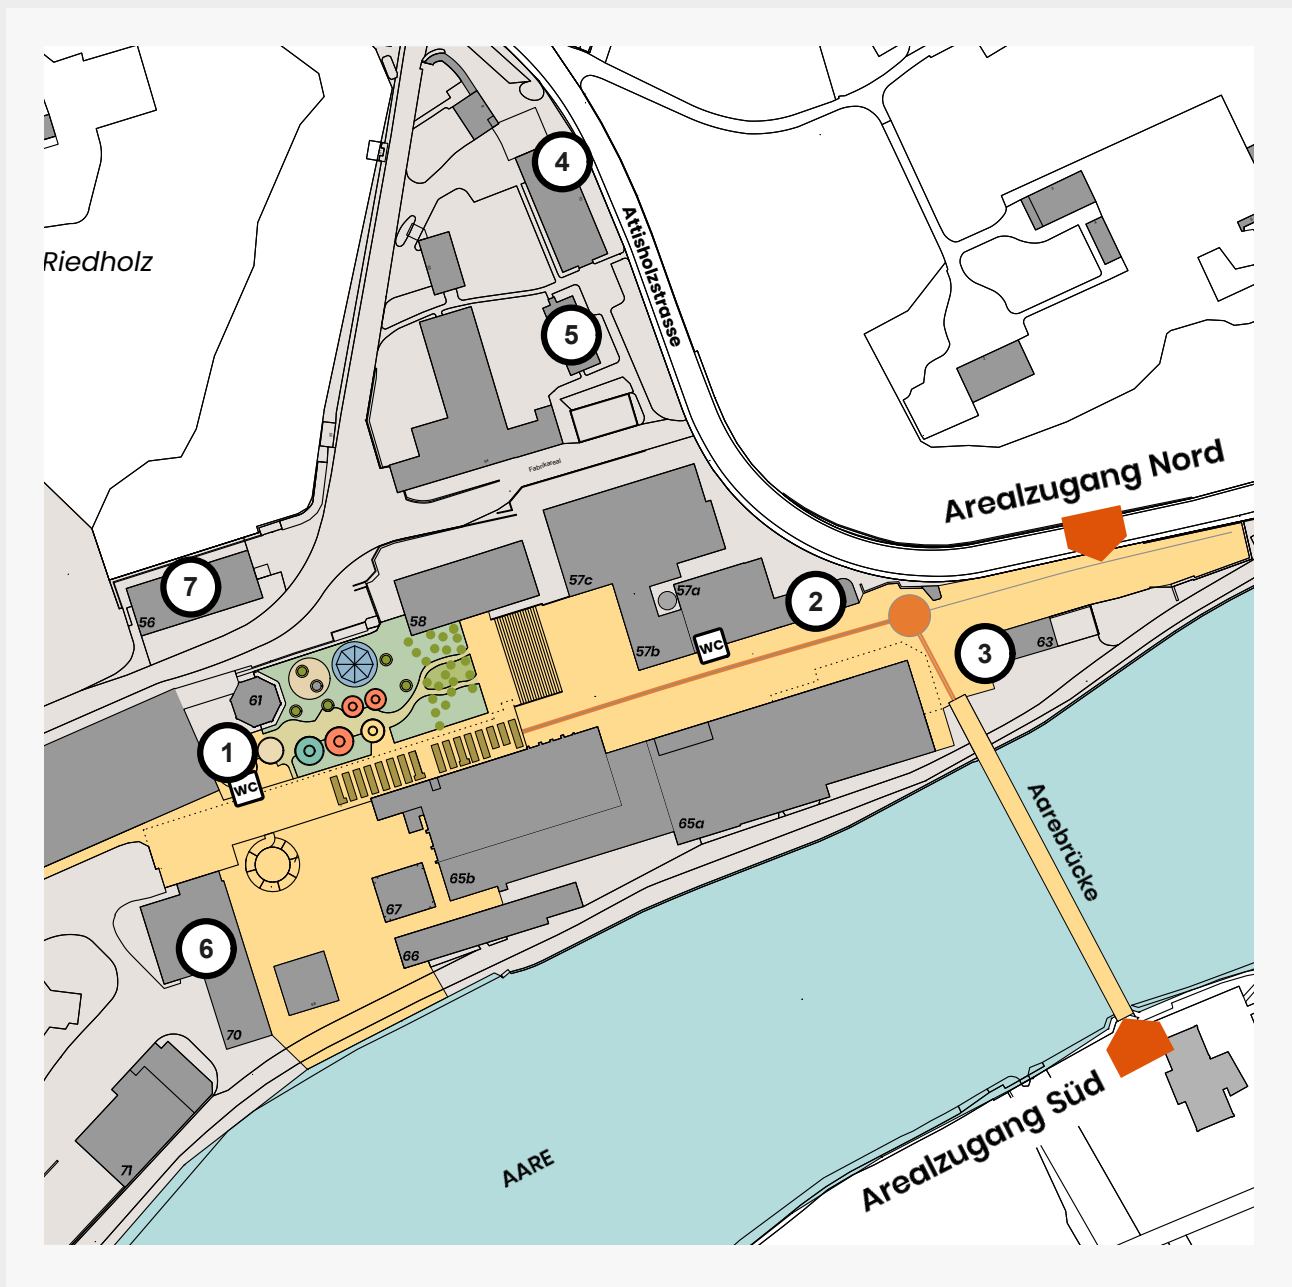 4
Riedholz
Attisholzstrasse
5
Arealzugang Nord
Fabrikareal
7
56
57c
57a
2
58
WC
57b
3
63
61
1
WC
65a
Aarebrücke
65b
67
6
66
70
71
AARE
Arealzugang Süd